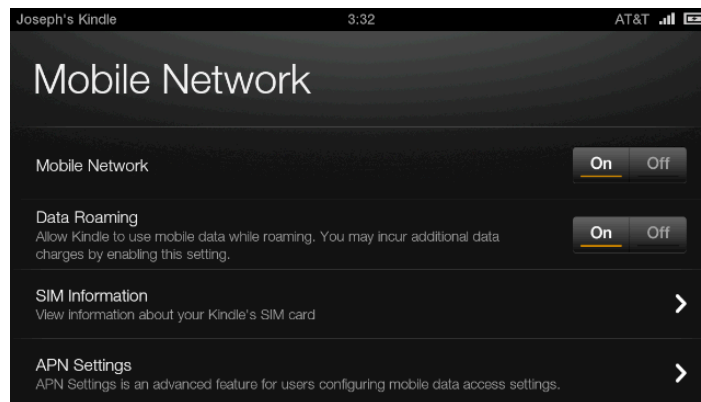 Joseph's Kindle 3:32 AT&T
Mobile Network
Mobile Network On Off
Data Roaming
Allow Kindle to use mobile data while roaming. You may incur additional data
charges by enabling this setting.
On Off
SIM Information
View information about your Kindle's SIM card
APN Settings
APN Settings is an advanced feature for users configuring mobile data access settings.